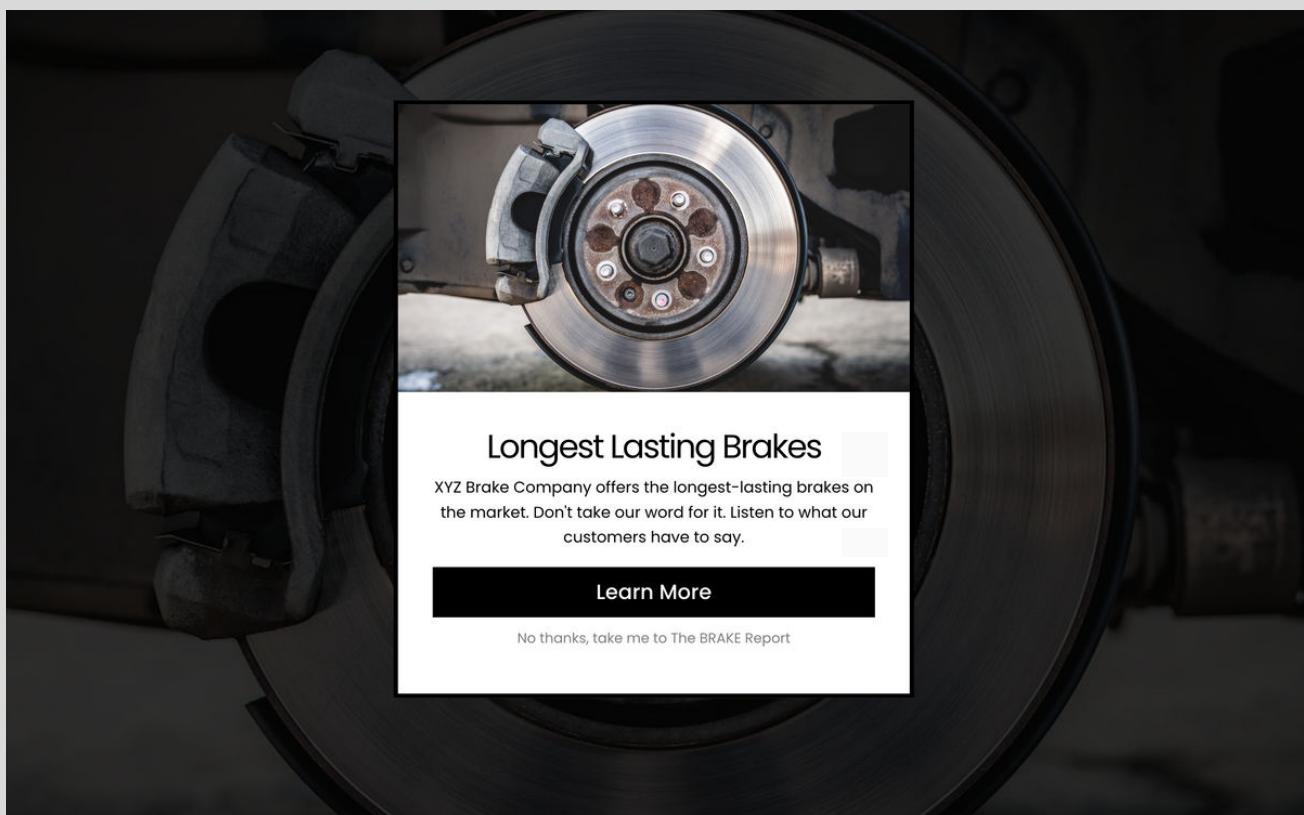 Longest Lasting Brakes
XYZ Brake Company offers the longest-lasting brakes on
the market. Don't take our word for it. Listen to what our
customers have to say.
Learn More
No thanks, take me to The BRAKE Report